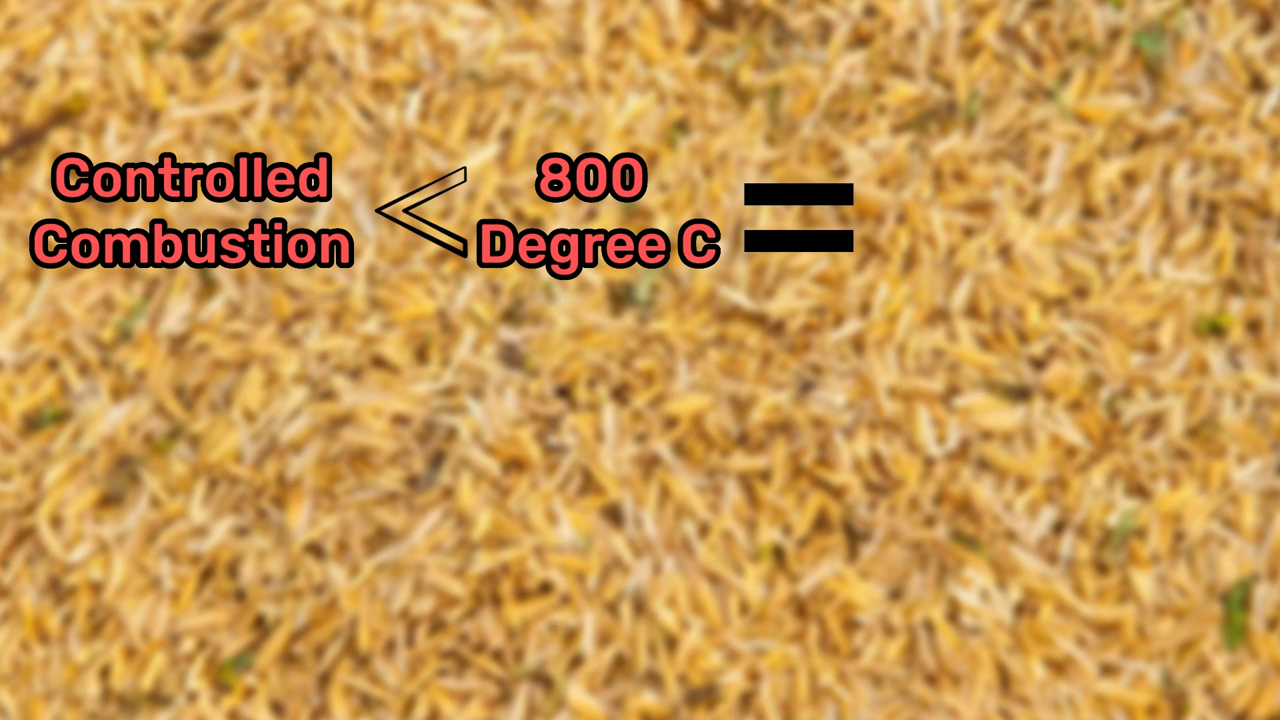 Controlled
Combustion
<
800
Degree C
=